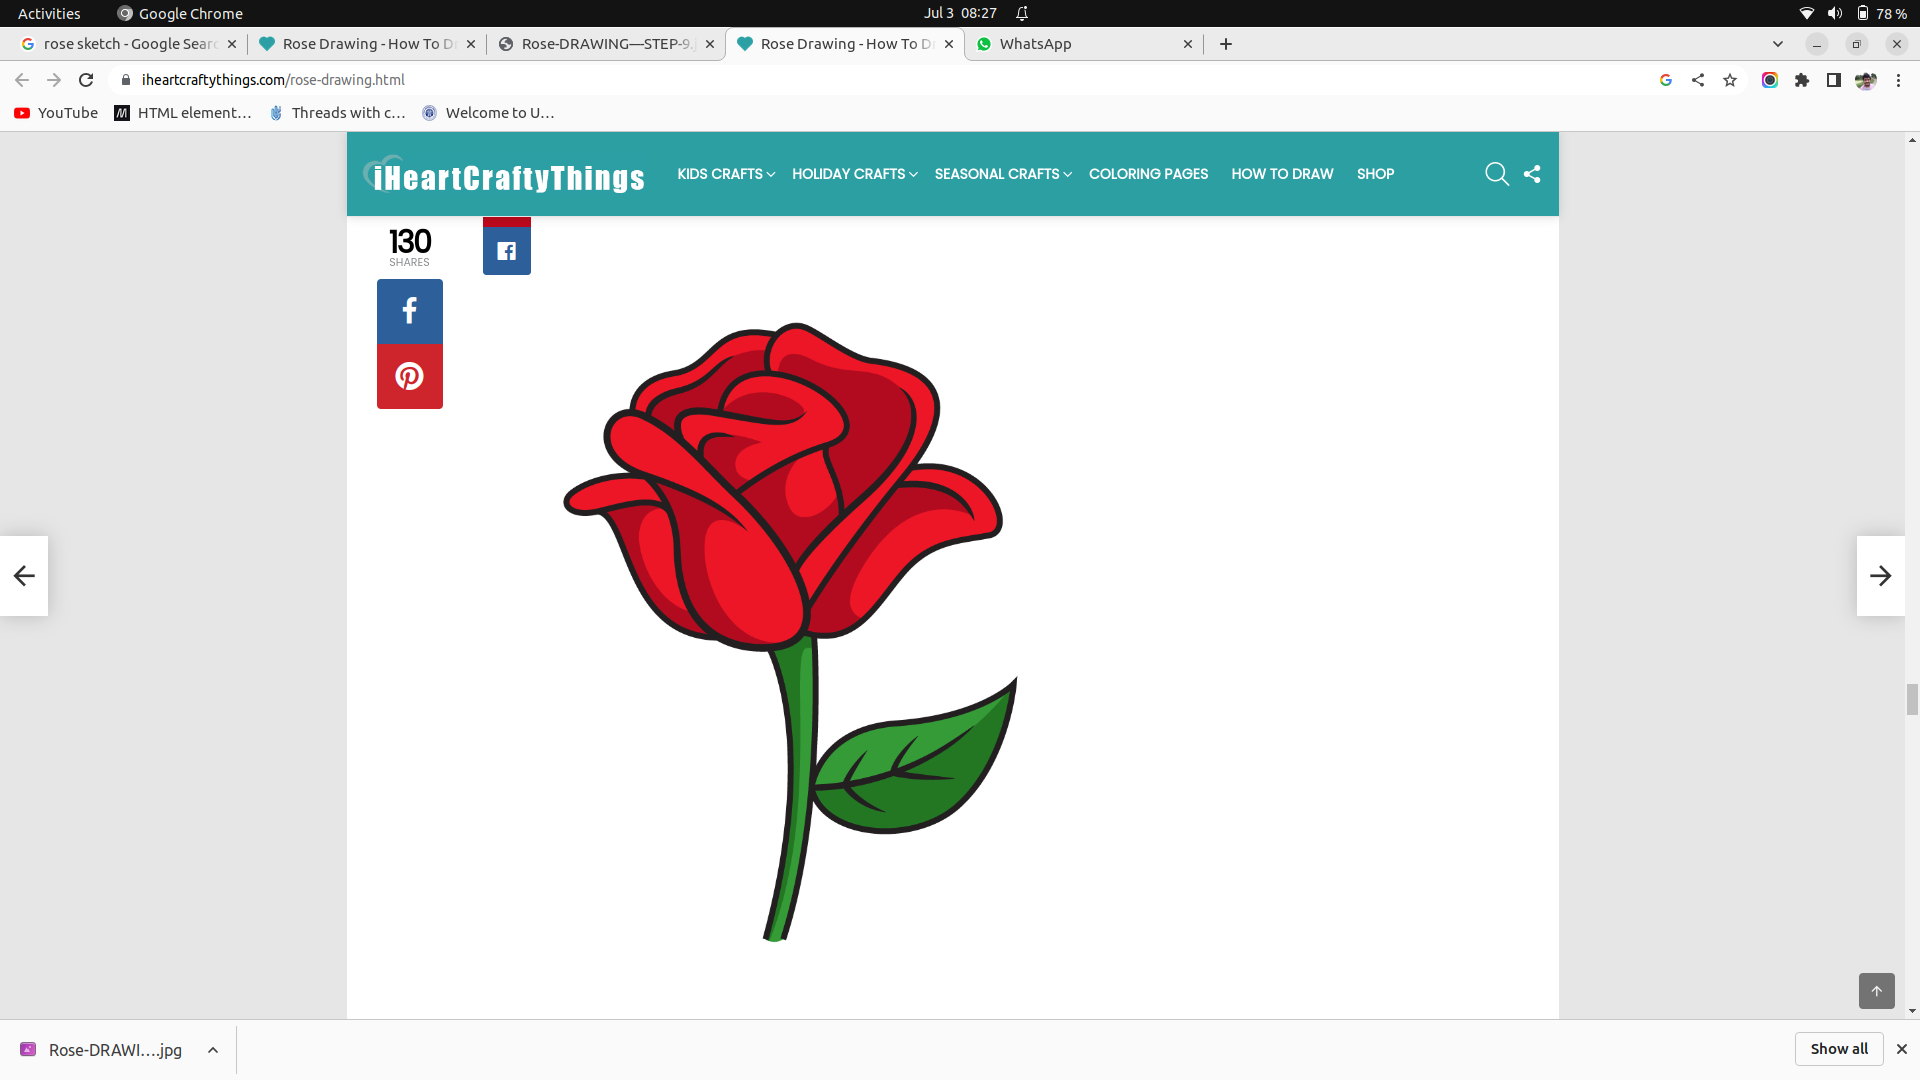 Activities
Google Chrome
Jul 3 08:27
78 %
rose sketch - Google Sear
Rose Drawing - How To D
Rose-DRAWING—STEP-9.j
Rose Drawing - How To D
WhatsApp
iheartcraftythings.com/rose-drawing.html
YouTube
HTML element…
Threads with c…
Welcome to U…
iHeartCraftyThings
KIDS CRAFTS
HOLIDAY CRAFTS
SEASONAL CRAFTS
COLORING PAGES
HOW TO DRAW
SHOP
130
SHARES
Rose-DRAWI….jpg
Show all